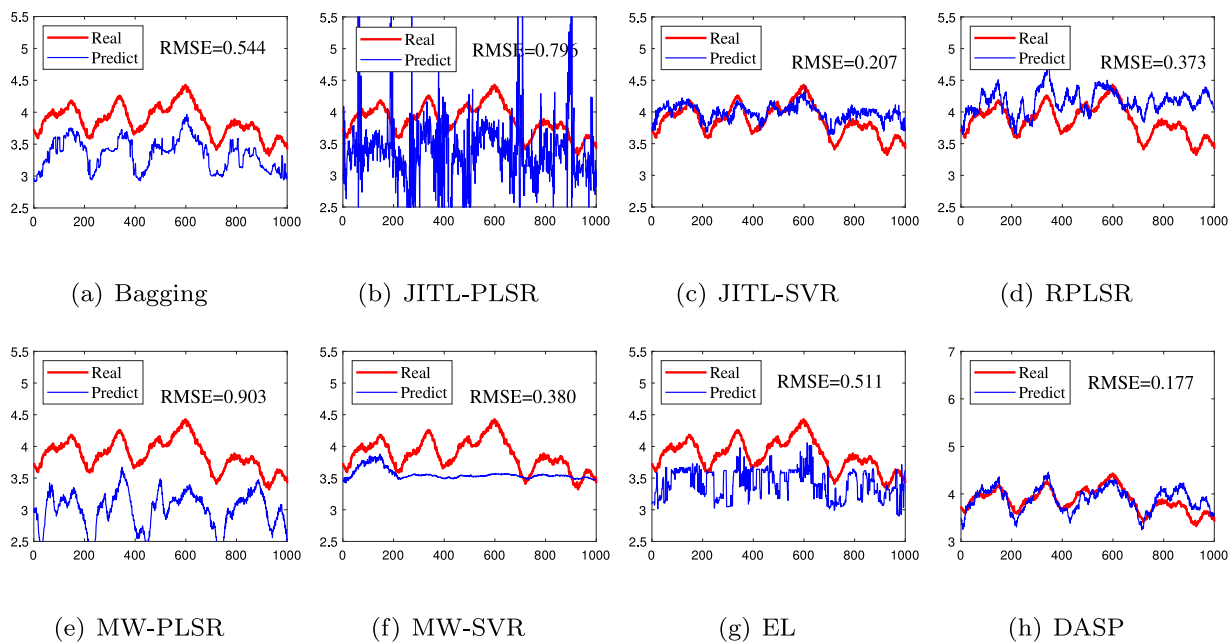 5.5
5
4.5
4
3.5
3
2.5
Real
Predict
RMSE=0.544
0 200 400 600 800 1000
(a) Bagging
5.5
5
4.5
4
3.5
3
2.5
Real
Predict
RMSE=0.796
0 200 400 600 800 1000
(b) JITL-PLSR
5.5
5
4.5
4
3.5
3
2.5
Real
Predict
RMSE=0.207
0 200 400 600 800 1000
(c) JITL-SVR
5.5
5
4.5
4
3.5
3
2.5
Real
Predict
RMSE=0.373
0 200 400 600 800 1000
(d) RPLSR
5.5
5
4.5
4
3.5
3
2.5
Real
Predict
RMSE=0.903
0 200 400 600 800 1000
(e) MW-PLSR
5.5
5
4.5
4
3.5
3
2.5
Real
Predict
RMSE=0.380
0 200 400 600 800 1000
(f) MW-SVR
5.5
5
4.5
4
3.5
3
2.5
Real
Predict
RMSE=0.511
0 200 400 600 800 1000
(g) EL
7
6
5
4
3
Real
Predict
RMSE=0.177
0 200 400 600 800 1000
(h) DASP